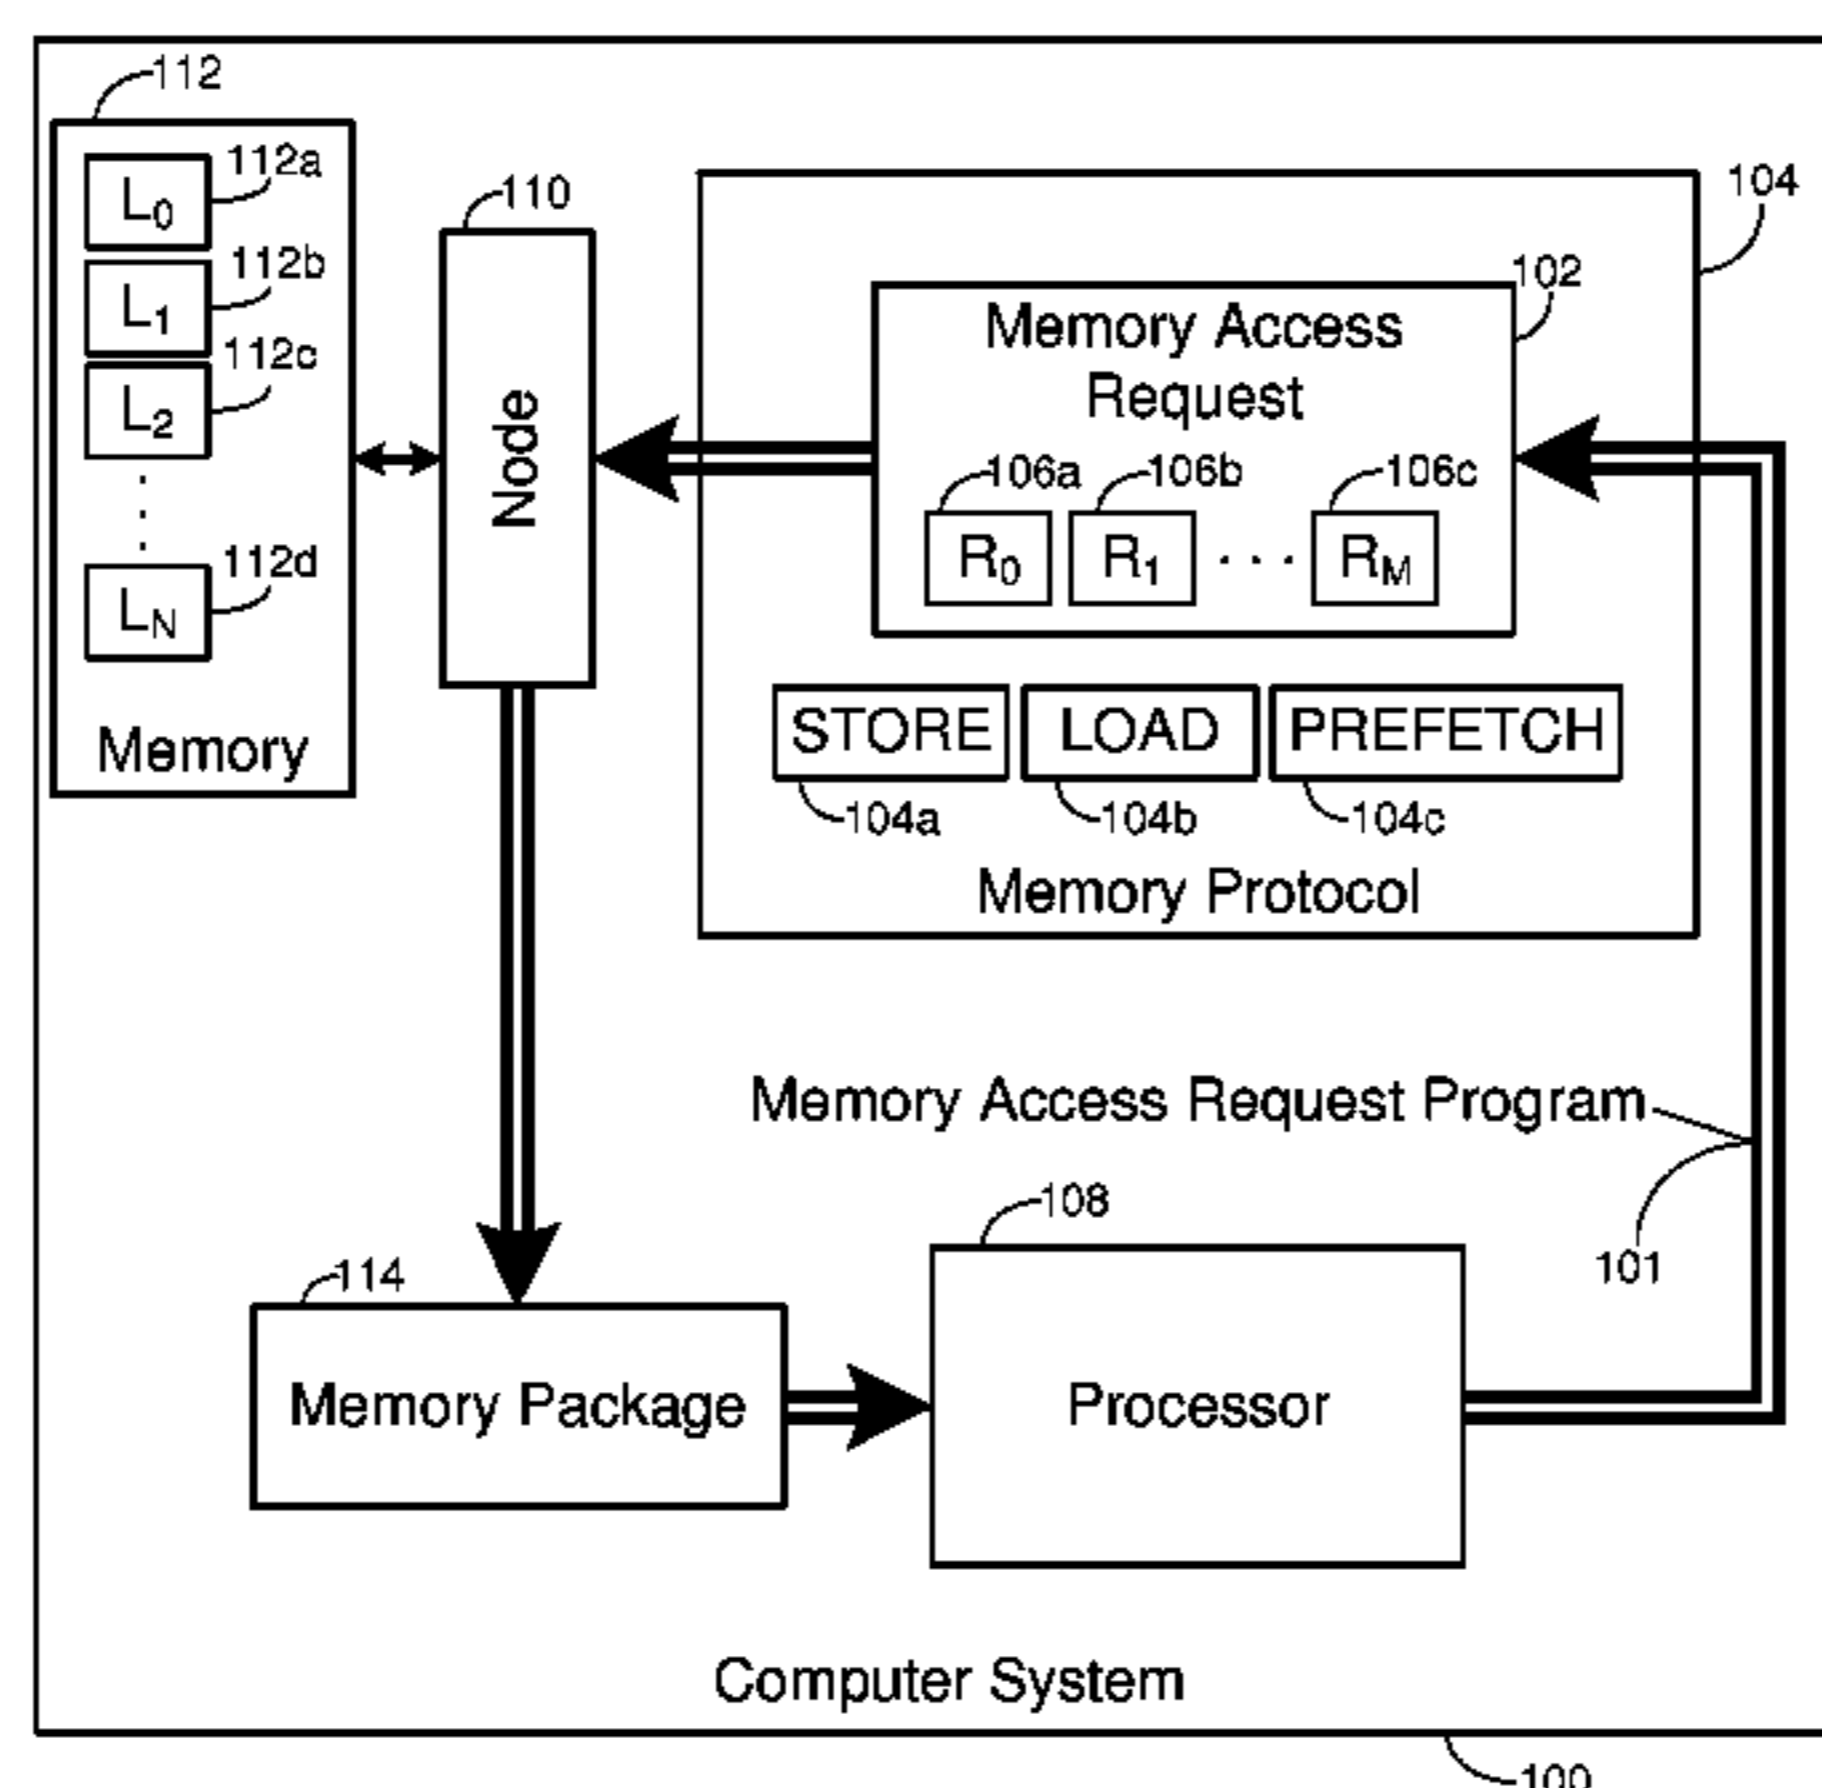 112
112a
L0
112b
L1
112c
L2
112d
LN
Memory
110
Node
104
102
Memory Access
Request
106a 106b 106c
R0 R1 ... RM
STORE LOAD PREFETCH
104a 104b 104c
Memory Protocol
Memory Access Request Program
101
108
Processor
114
Memory Package
Computer System
100